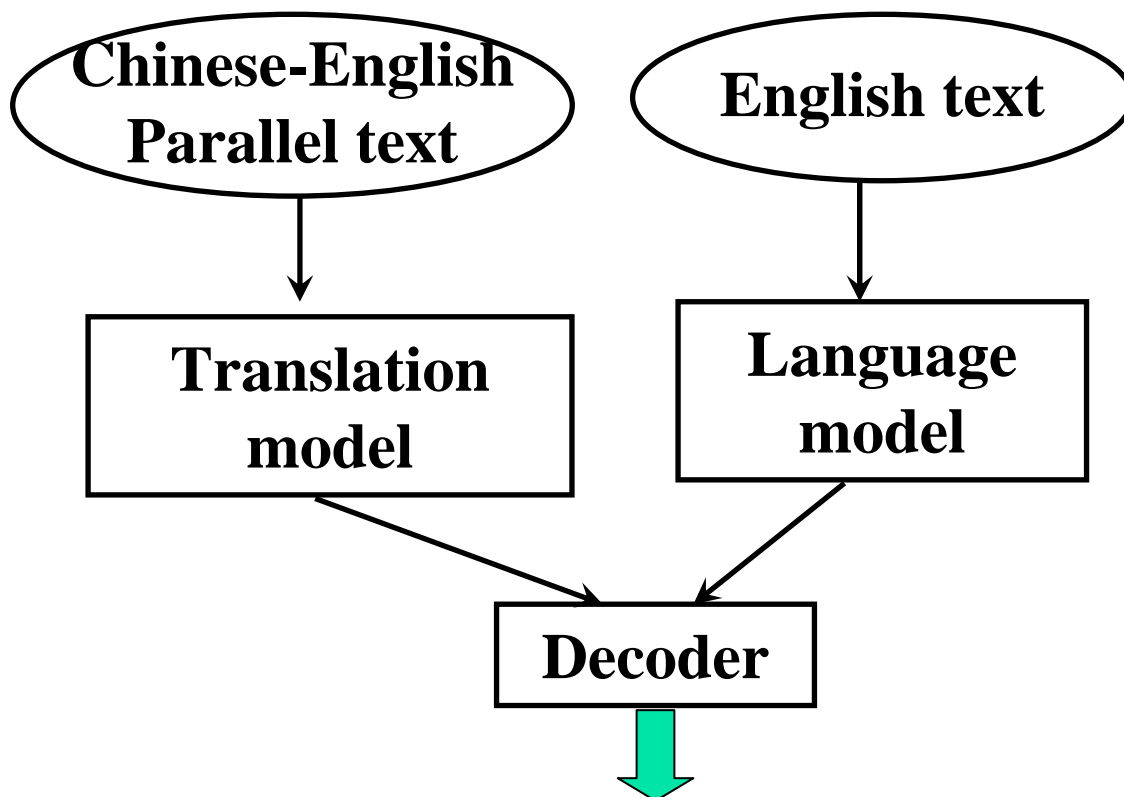 Chinese-English
Parallel text
English text
Translation
model
Language
model
Decoder